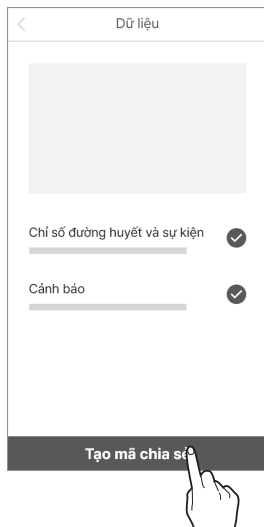 Dữ liệu
Chỉ số đường huyết và sự kiện
Cảnh báo
Tạo mã chia sẻ